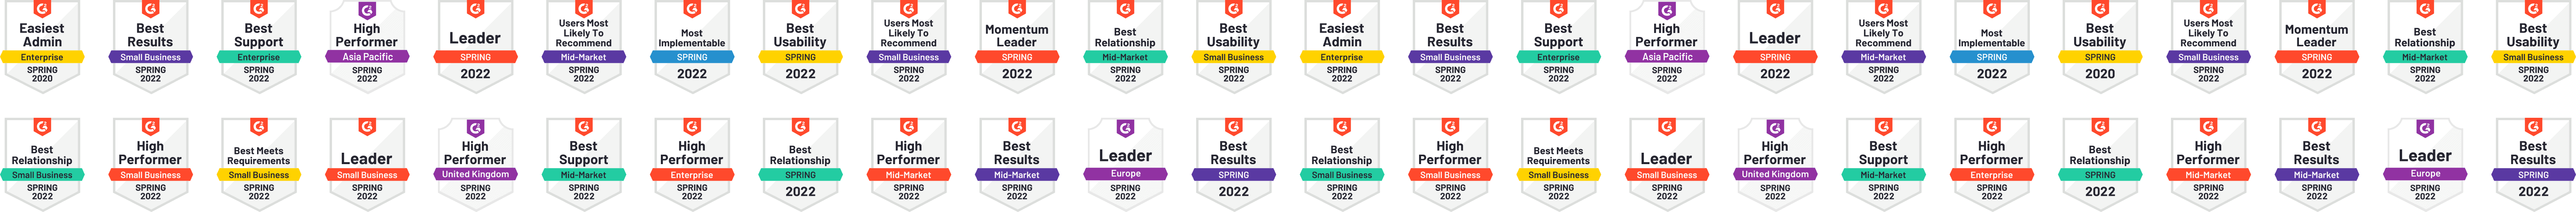 Easiest
Admin
Enterprise
SPRING
2020
Best
Results
Small Business
SPRING
2022
Best
Support
Enterprise
SPRING
2022
High
Performer
Asia Pacific
SPRING
2022
Leader
SPRING
2022
Users Most
Likely To
Recommend
Mid-Market
SPRING
2022
Most
Implementable
SPRING
2022
Best
Usability
SPRING
2022
Users Most
Likely To
Recommend
Small Business
SPRING
2022
Momentum
Leader
SPRING
2022
Best
Relationship
Mid-Market
SPRING
2022
Best
Usability
Small Business
SPRING
2022
Easiest
Admin
Enterprise
SPRING
2022
Best
Results
Small Business
SPRING
2022
Best
Support
Enterprise
SPRING
2022
High
Performer
Asia Pacific
SPRING
2022
Leader
SPRING
2022
Users Most
Likely To
Recommend
Mid-Market
SPRING
2022
Most
Implementable
SPRING
2022
Best
Usability
SPRING
2020
Users Most
Likely To
Recommend
Small Business
SPRING
2022
Momentum
Leader
SPRING
2022
Best
Relationship
Mid-Market
SPRING
2022
Best
Usability
Small Business
SPRING
2022
Best
Relationship
Small Business
SPRING
2022
High
Performer
Small Business
SPRING
2022
Best Meets
Requirements
Small Business
SPRING
2022
Leader
Small Business
SPRING
2022
High
Performer
United Kingdom
SPRING
2022
Best
Support
Mid-Market
SPRING
2022
High
Performer
Enterprise
SPRING
2022
Best
Relationship
SPRING
2022
High
Performer
Mid-Market
SPRING
2022
Best
Results
Mid-Market
SPRING
2022
Leader
Europe
SPRING
2022
Best
Results
SPRING
2022
Best
Relationship
Small Business
SPRING
2022
High
Performer
Small Business
SPRING
2022
Best Meets
Requirements
Small Business
SPRING
2022
Leader
Small Business
SPRING
2022
High
Performer
United Kingdom
SPRING
2022
Best
Support
Mid-Market
SPRING
2022
High
Performer
Enterprise
SPRING
2022
Best
Relationship
SPRING
2022
High
Performer
Mid-Market
SPRING
2022
Best
Results
Mid-Market
SPRING
2022
Leader
Europe
SPRING
2022
Best
Results
SPRING
2022